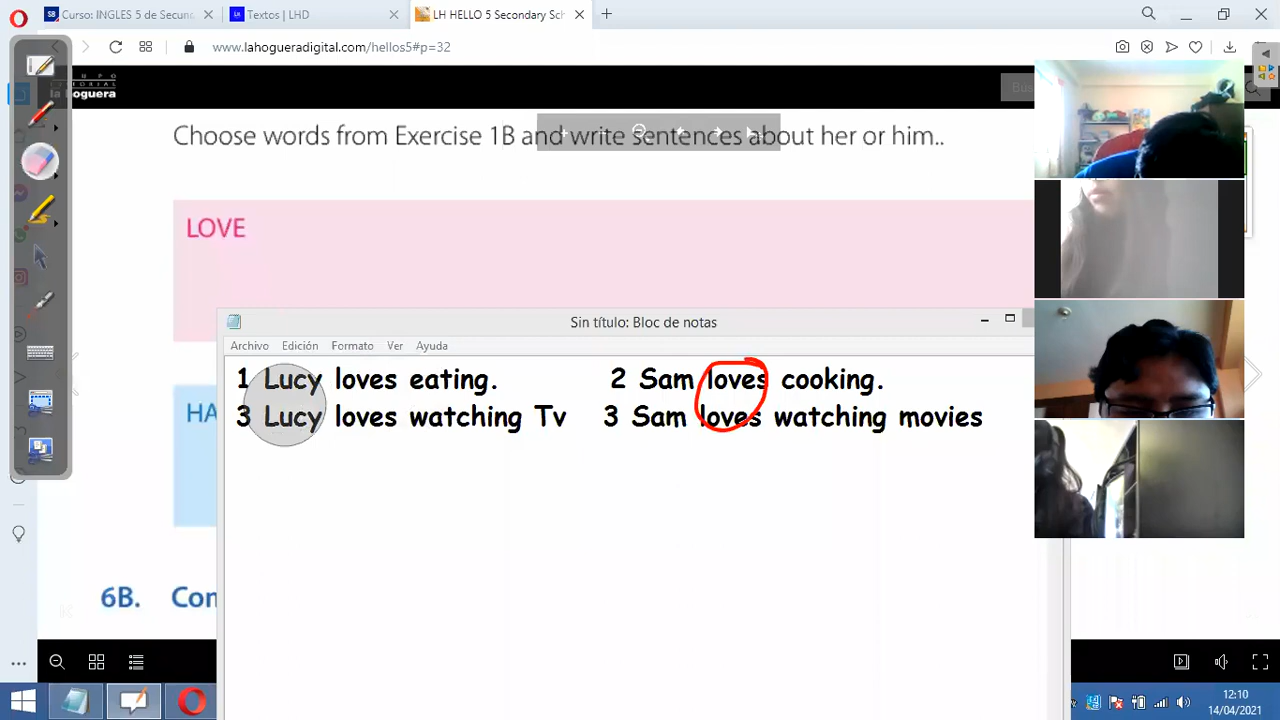 Curso: INGLES 5 de Secun
Textos | LHD
LH HELLO 5 Secondary Sch
www.lahogueradigital.com/hellos5#p=32
la hoguera
Choose words from Exercise 1B and write sentences about her or him..
LOVE
Sin título: Bloc de notas
Archivo Edición Formato Ver Ayuda
1 Lucy loves eating. 2 Sam loves cooking.
3 Lucy loves watching Tv 3 Sam loves watching movies
HA
6B. Con
12:10
14/04/2021